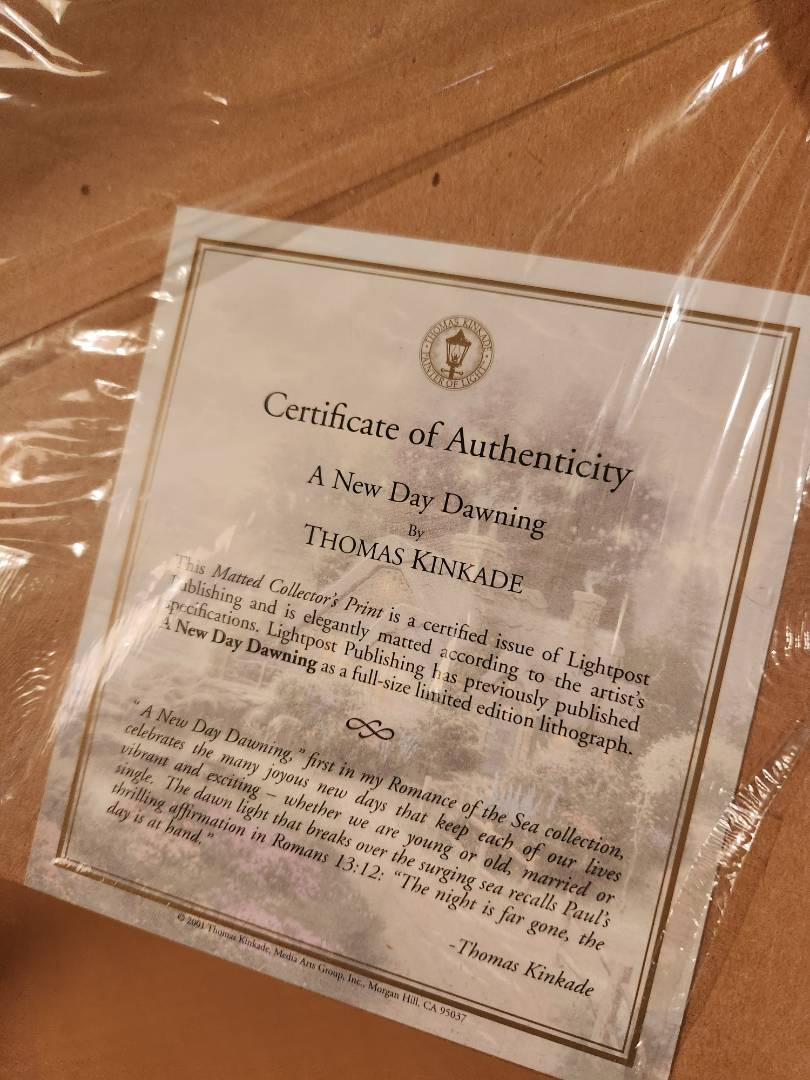 THOMAS KINKADE
PAINTER OF LIGHT
Certificate of Authenticity
A New Day Dawning
By
THOMAS KINKADE
This Matted Collector's Print is a certified issue of Lightpost
Publishing and is elegantly matted according to the artist's
specifications. Lightpost Publishing has previously published
A New Day Dawning as a full-size limited edition lithograph.
"A New Day Dawning," first in my Romance of the Sea collection,
celebrates the many joyous new days that keep each of our lives
vibrant and exciting – whether we are young or old, married or
single. The dawn light that breaks over the surging sea recalls Paul's
thrilling affirmation in Romans 13:12: "The night is far gone, the
day is at hand."
-Thomas Kinkade
© 2001 Thomas Kinkade, Media Arts Group, Inc., Morgan Hill, CA 95037